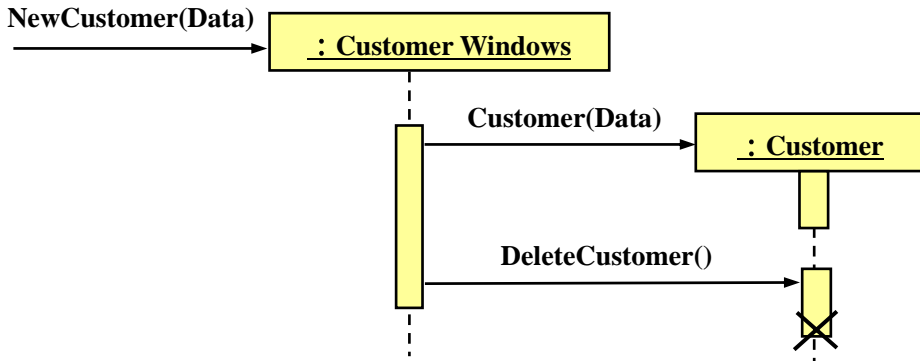 NewCustomer(Data)
：Customer Windows
Customer(Data)
：Customer
DeleteCustomer()